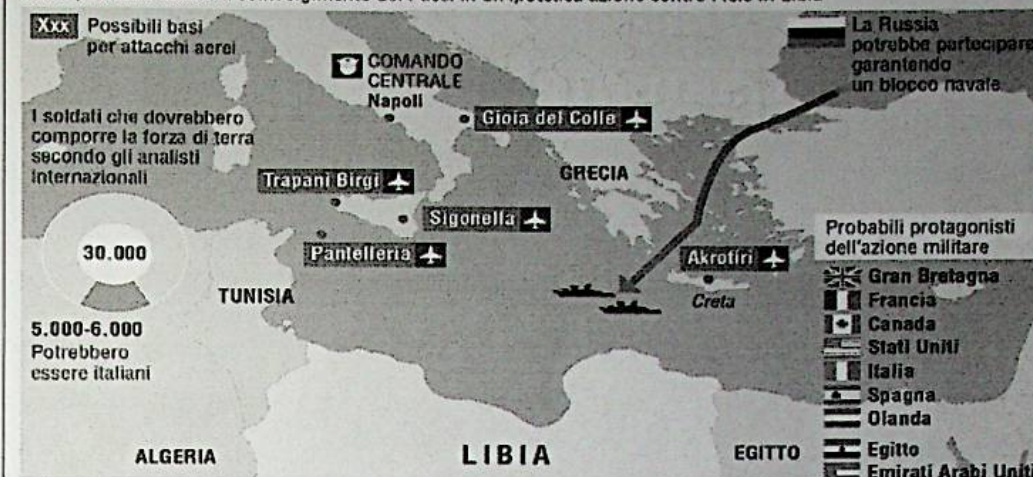 Xxx Possibili basi
per attacchi aerei
I soldati che dovrebbero
comporre la forza di terra
secondo gli analisti
internazionali
30.000
5.000-6.000
Potrebbero
essere italiani
COMANDO
CENTRALE
Napoli
Gioia del Colle
Trapani Birgi
Sigonella
Pantelleria
GRECIA
Akrotiri
Creta
TUNISIA
ALGERIA
LIBIA
EGITTO
La Russia
potrebbe partecipare
garantendo
un blocco navale
Probabili protagonisti
dell'azione militare
Gran Bretagna
Francia
Canada
Stati Uniti
Italia
Spagna
Olanda
Egitto
Emirati Arabi Uniti